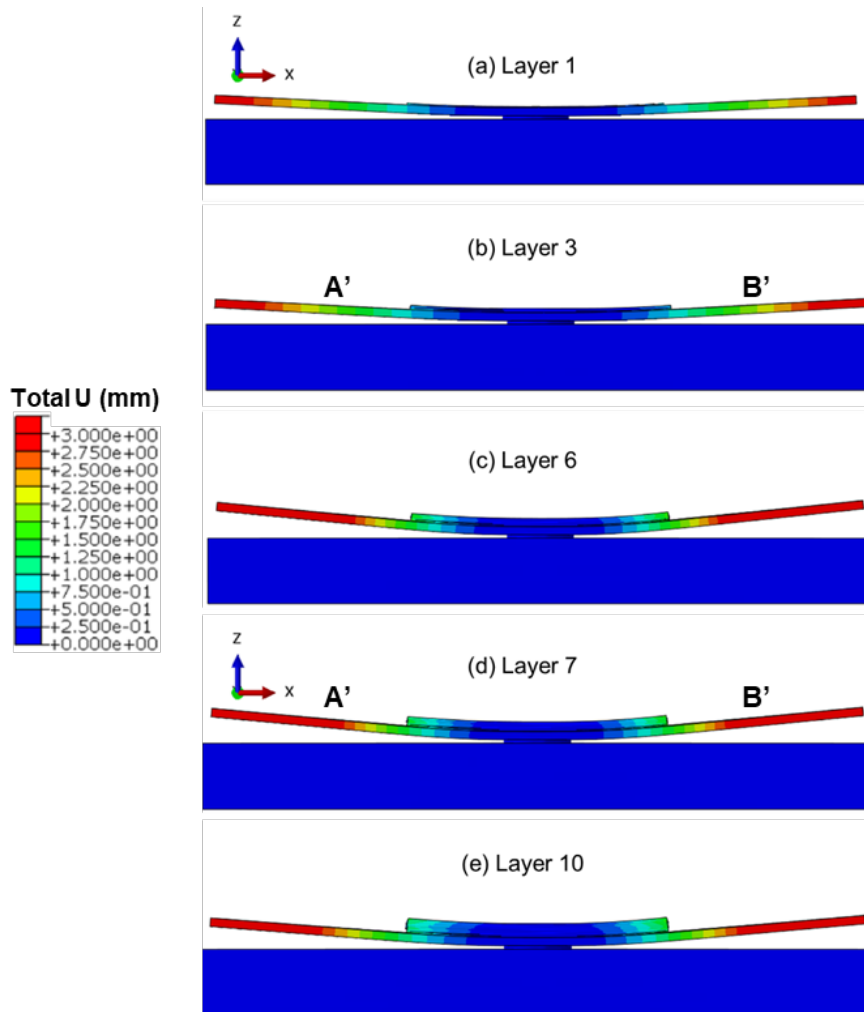 z
x
(a) Layer 1
(b) Layer 3
A’ B’
Total U (mm)
+3.000e+00
+2.750e+00
+2.500e+00
+2.250e+00
+2.000e+00
+1.750e+00
+1.500e+00
+1.250e+00
+1.000e+00
+7.500e-01
+5.000e-01
+2.500e-01
+0.000e+00
(c) Layer 6
z
x
(d) Layer 7
A’ B’
(e) Layer 10